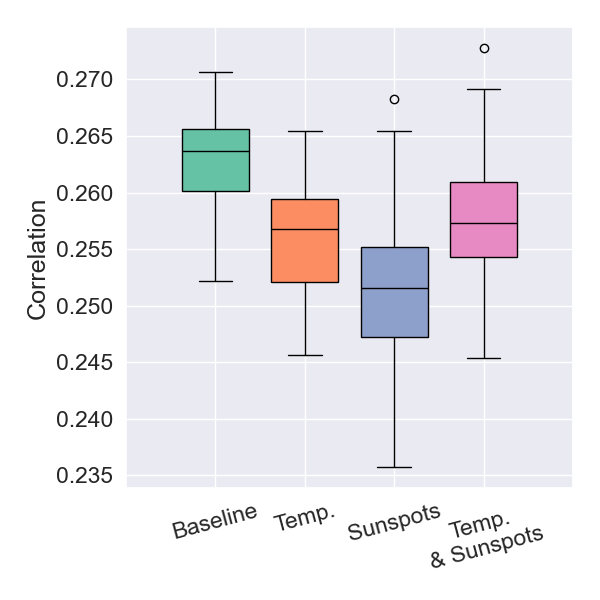 0.270
0.265
0.260
0.255
0.250
0.245
0.240
0.235
Correlation
Baseline
Temp.
Sunspots
Temp.
& Sunspots